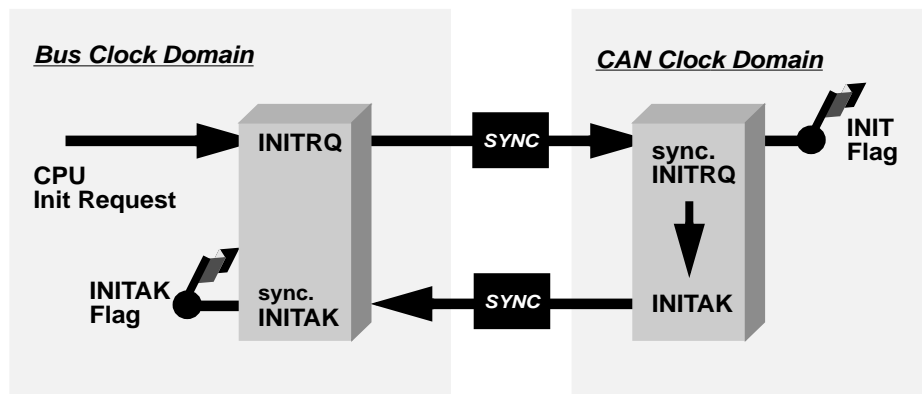 Bus Clock Domain
CAN Clock Domain
CPU
Init Request
INITRQ
SYNC
sync.
INITRQ
INIT
Flag
INITAK
Flag
sync.
INITAK
SYNC
INITAK